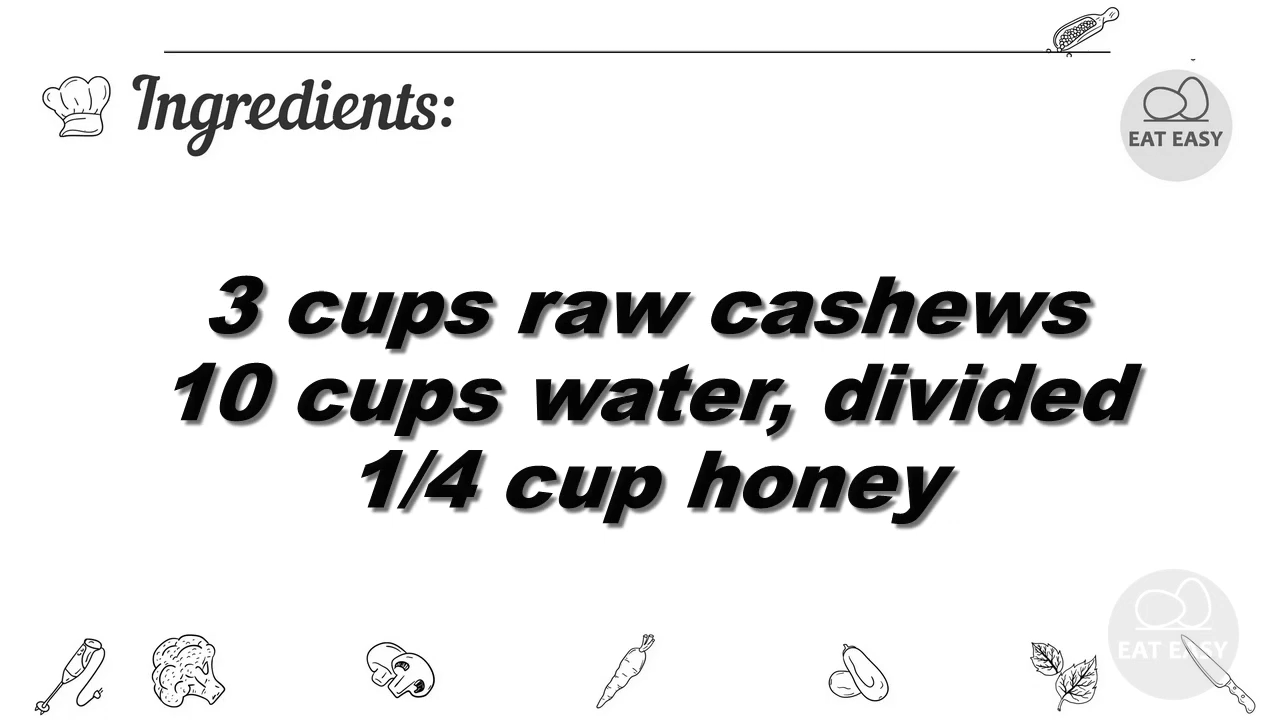 Ingredients:
EAT EASY
3 cups raw cashews
10 cups water, divided
1/4 cup honey
EAT EASY